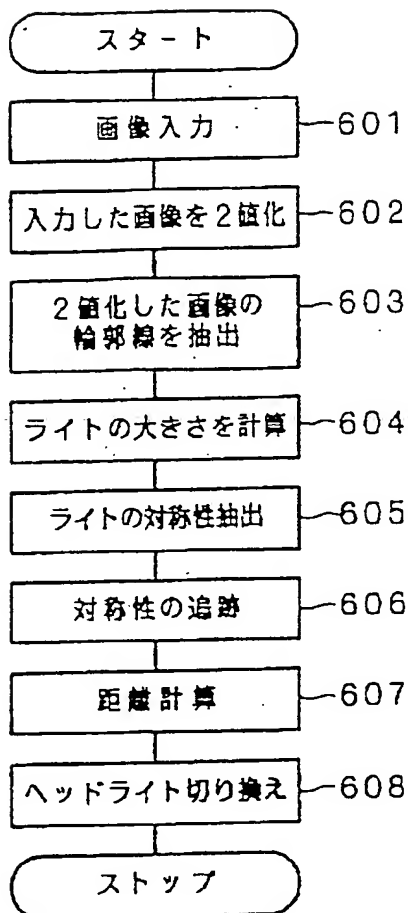 スタート
画像入力
601
入力した画像を2値化
602
2値化した画像の
輪郭線を抽出
603
ライトの大きさを計算
604
ライトの対称性抽出
605
対称性の追跡
606
距離計算
607
ヘッドライト切り換え
608
ストップ